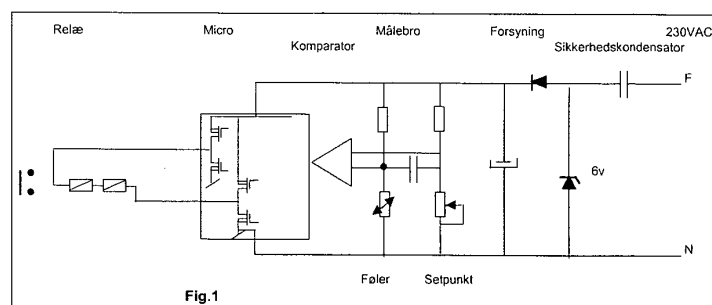 Relæ Micro Komparator Målebro Forsyning 230VAC
Sikkerhedskondensator
F
6v
N
Føler Setpunkt
Fig.1